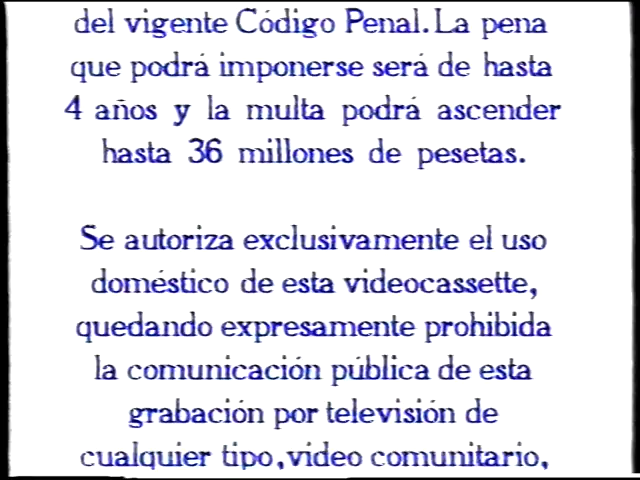 del vigente Código Penal. La pena
que podrá imponerse será de hasta
4 años y la multa podrá ascender
hasta 36 millones de pesetas.
Se autoriza exclusivamente el uso
doméstico de esta videocassette,
quedando expresamente prohibida
la comunicación pública de esta
grabación por televisión de
cualquier tipo, vídeo comunitario,